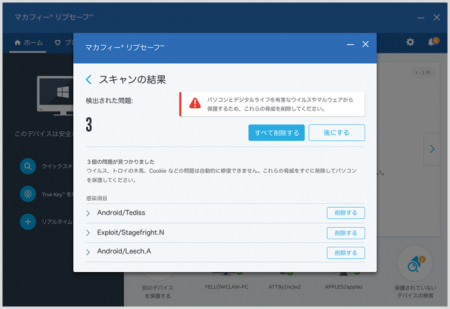 マカフィー® リブセーフ™
ホーム
マカフィー® リブセーフ™
スキャンの結果
検出された問題:
3
パソコンとデジタルライフを有害なウイルスやマルウェアから
保護するため、これらの脅威を削除してください。
すべて削除する
後にする
3 個の問題が見つかりました
ウイルス、トロイの木馬、Cookie などの問題は自動的に修復できません。これらの脅威をすぐに削除してパソコン
を保護してください。
感染項目
Android/Tediss
削除する
Exploit/Stagefright.N
削除する
Android/Leech.A
削除する
このデバイスは安全
クイックスキ
True Key™ を
リアルタイム
別のデバイス
を保護する
YELLOWCLAW-PC
APPLES2(apples)
保護されていない
デバイスの検索